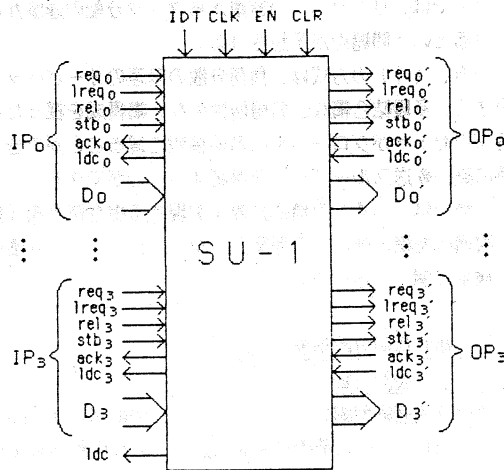 IDT CLK EN CLR
req₀ req₀′
lreq₀ lreq₀′
rel₀ rel₀′
IP₀ stb₀ stb₀′ OP₀
ack₀ ack₀′
ldc₀ ldc₀′
D₀ D₀′
SU-1
req₃ req₃′
lreq₃ lreq₃′
rel₃ rel₃′
stb₃ stb₃′
IP₃ ack₃ ack₃′ OP₃
ldc₃ ldc₃′
D₃ D₃′
ldc